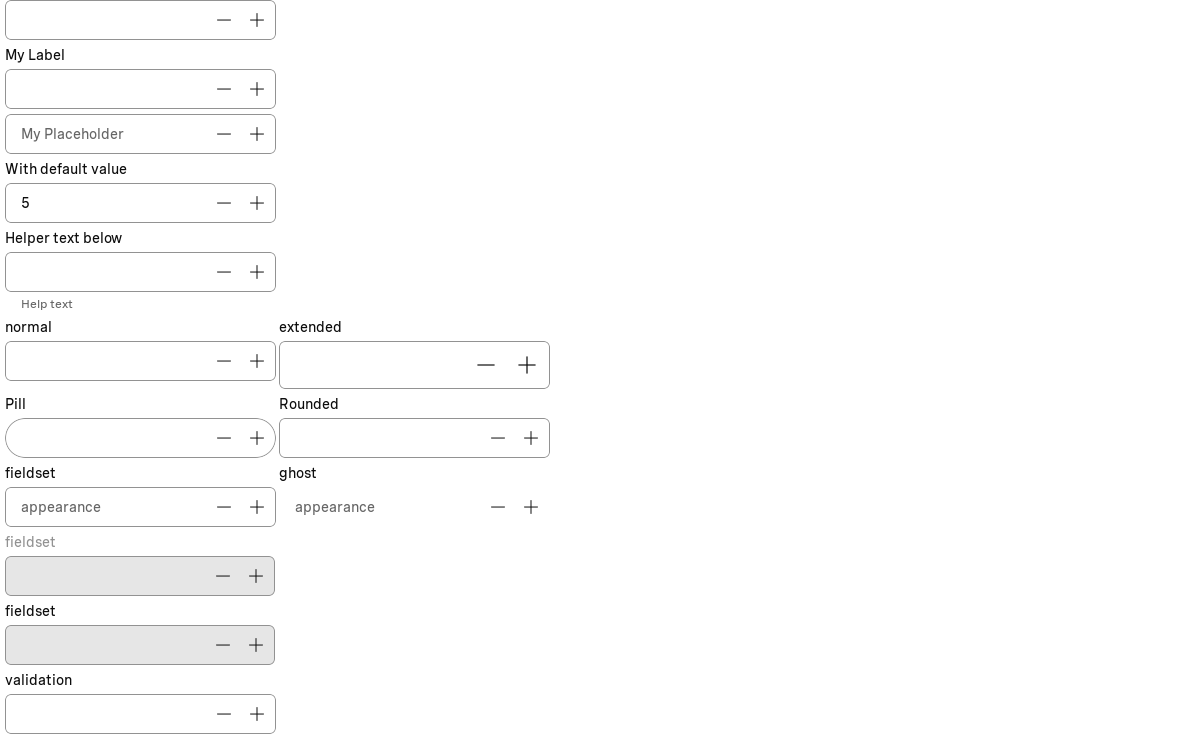 My Label
My Placeholder
With default value
5
Helper text below
Help text
normal extended
Pill Rounded
fieldset ghost
appearance appearance
fieldset
fieldset
validation